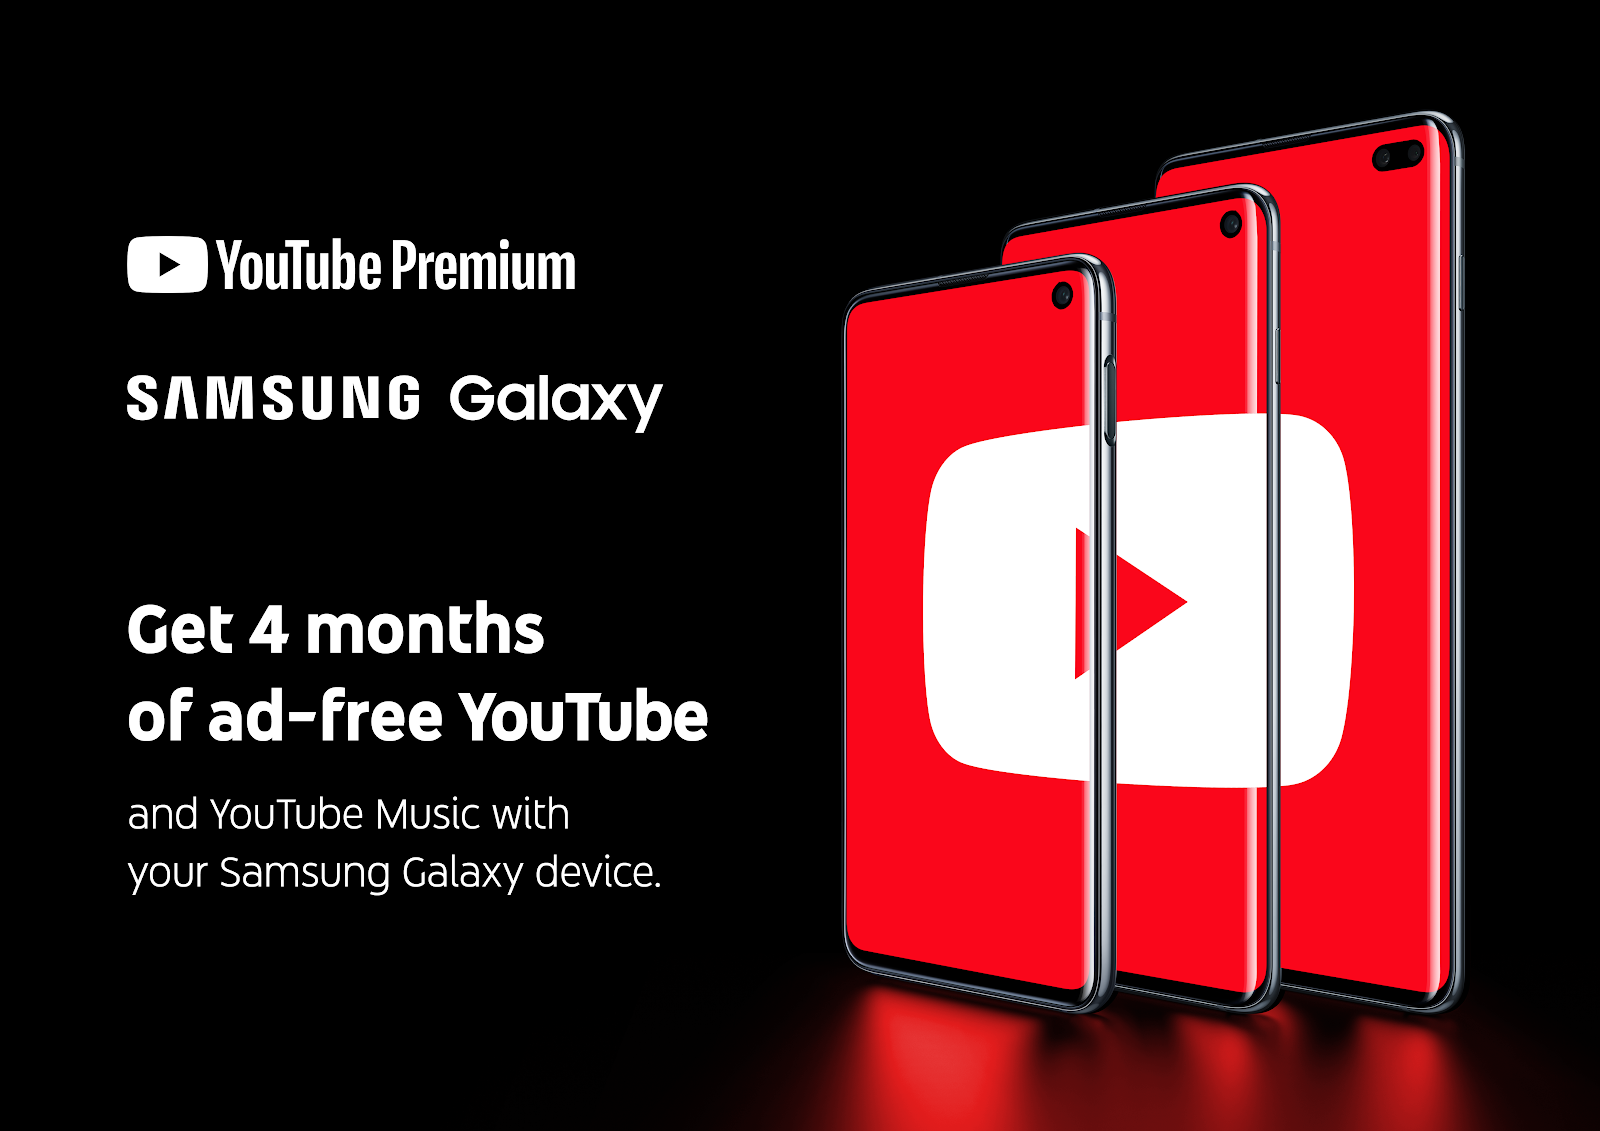 YouTube Premium
SAMSUNG Galaxy
Get 4 months
of ad-free YouTube
and YouTube Music with
your Samsung Galaxy device.